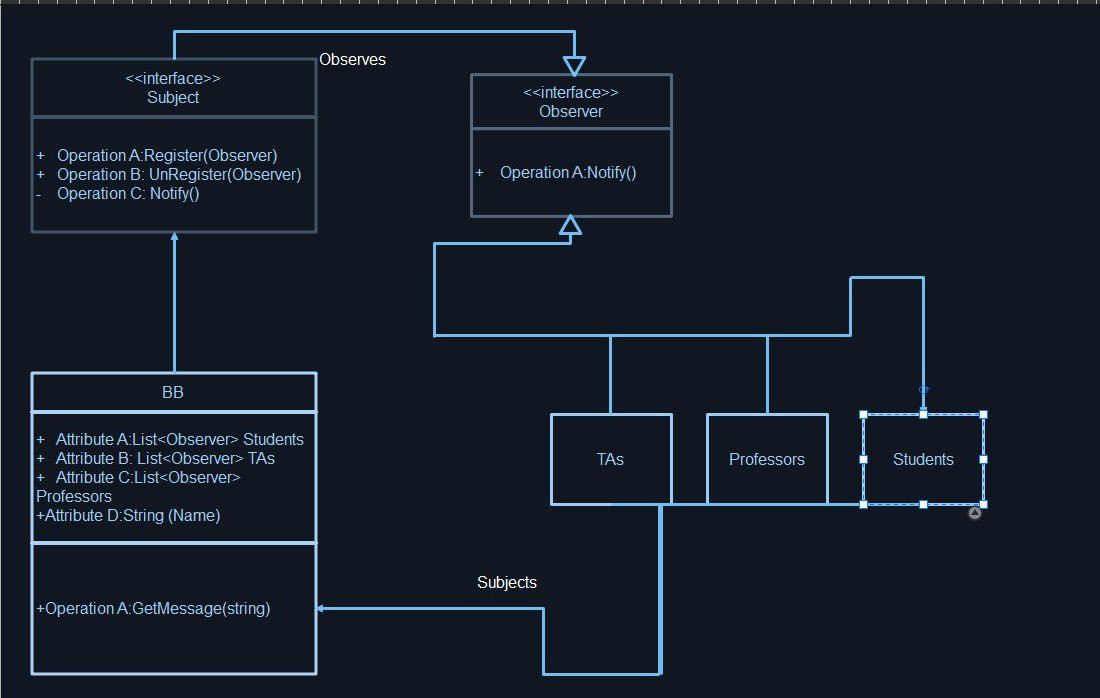 Observes
<<interface>>
Subject
+ Operation A:Register(Observer)
+ Operation B: UnRegister(Observer)
- Operation C: Notify()
<<interface>>
Observer
+ Operation A:Notify()
BB
+ Attribute A:List<Observer> Students
+ Attribute B: List<Observer> TAs
+ Attribute C:List<Observer>
Professors
+Attribute D:String (Name)
+Operation A:GetMessage(string)
TAs
Professors
Students
Subjects